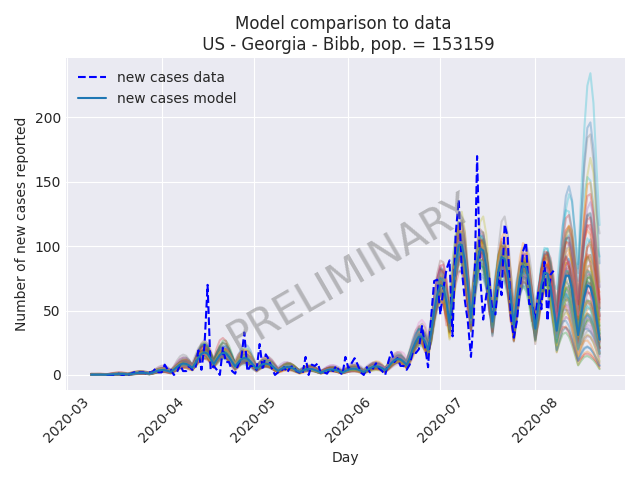 Model comparison to data
US - Georgia - Bibb, pop. = 153159
new cases data
new cases model
PRELIMINARY
Number of new cases reported
200
150
100
50
0
2020-03
2020-04
2020-05
2020-06
2020-07
2020-08
Day